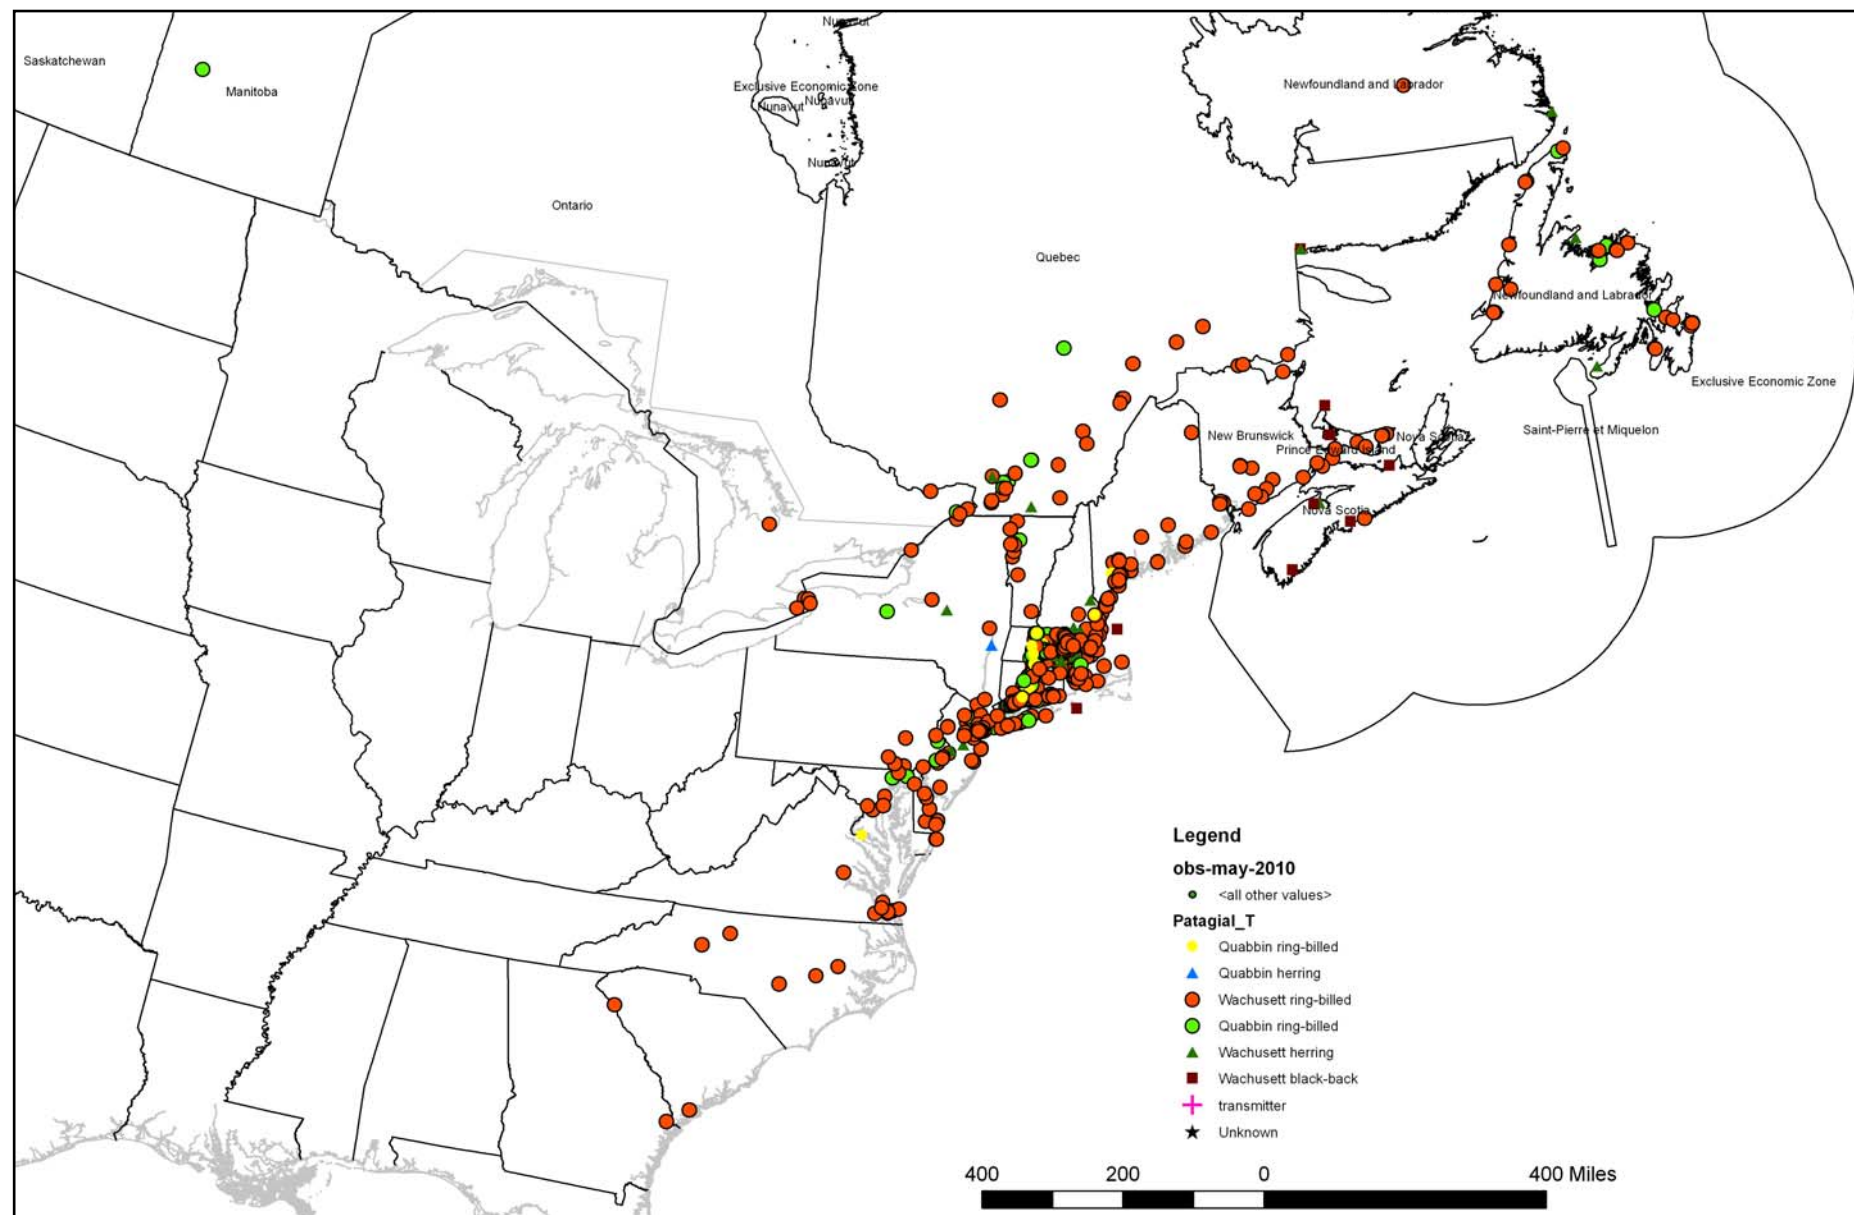 Nunavut
Saskatchewan
Manitoba
Exclusive Economic Zone
Newfoundland and Labrador
Nunavut
Nunavut
Nunavut
Ontario
Quebec
Newfoundland and Labrador
Exclusive Economic Zone
Saint-Pierre et Miquelon
New Brunswick
Nova Scotia
Prince Edward Island
Nova Scotia
Legend
obs-may-2010
<all other values>
Patagial_T
Quabbin ring-billed
Quabbin herring
Wachusett ring-billed
Quabbin ring-billed
Wachusett herring
Wachusett black-back
transmitter
Unknown
400 200 0 400 Miles